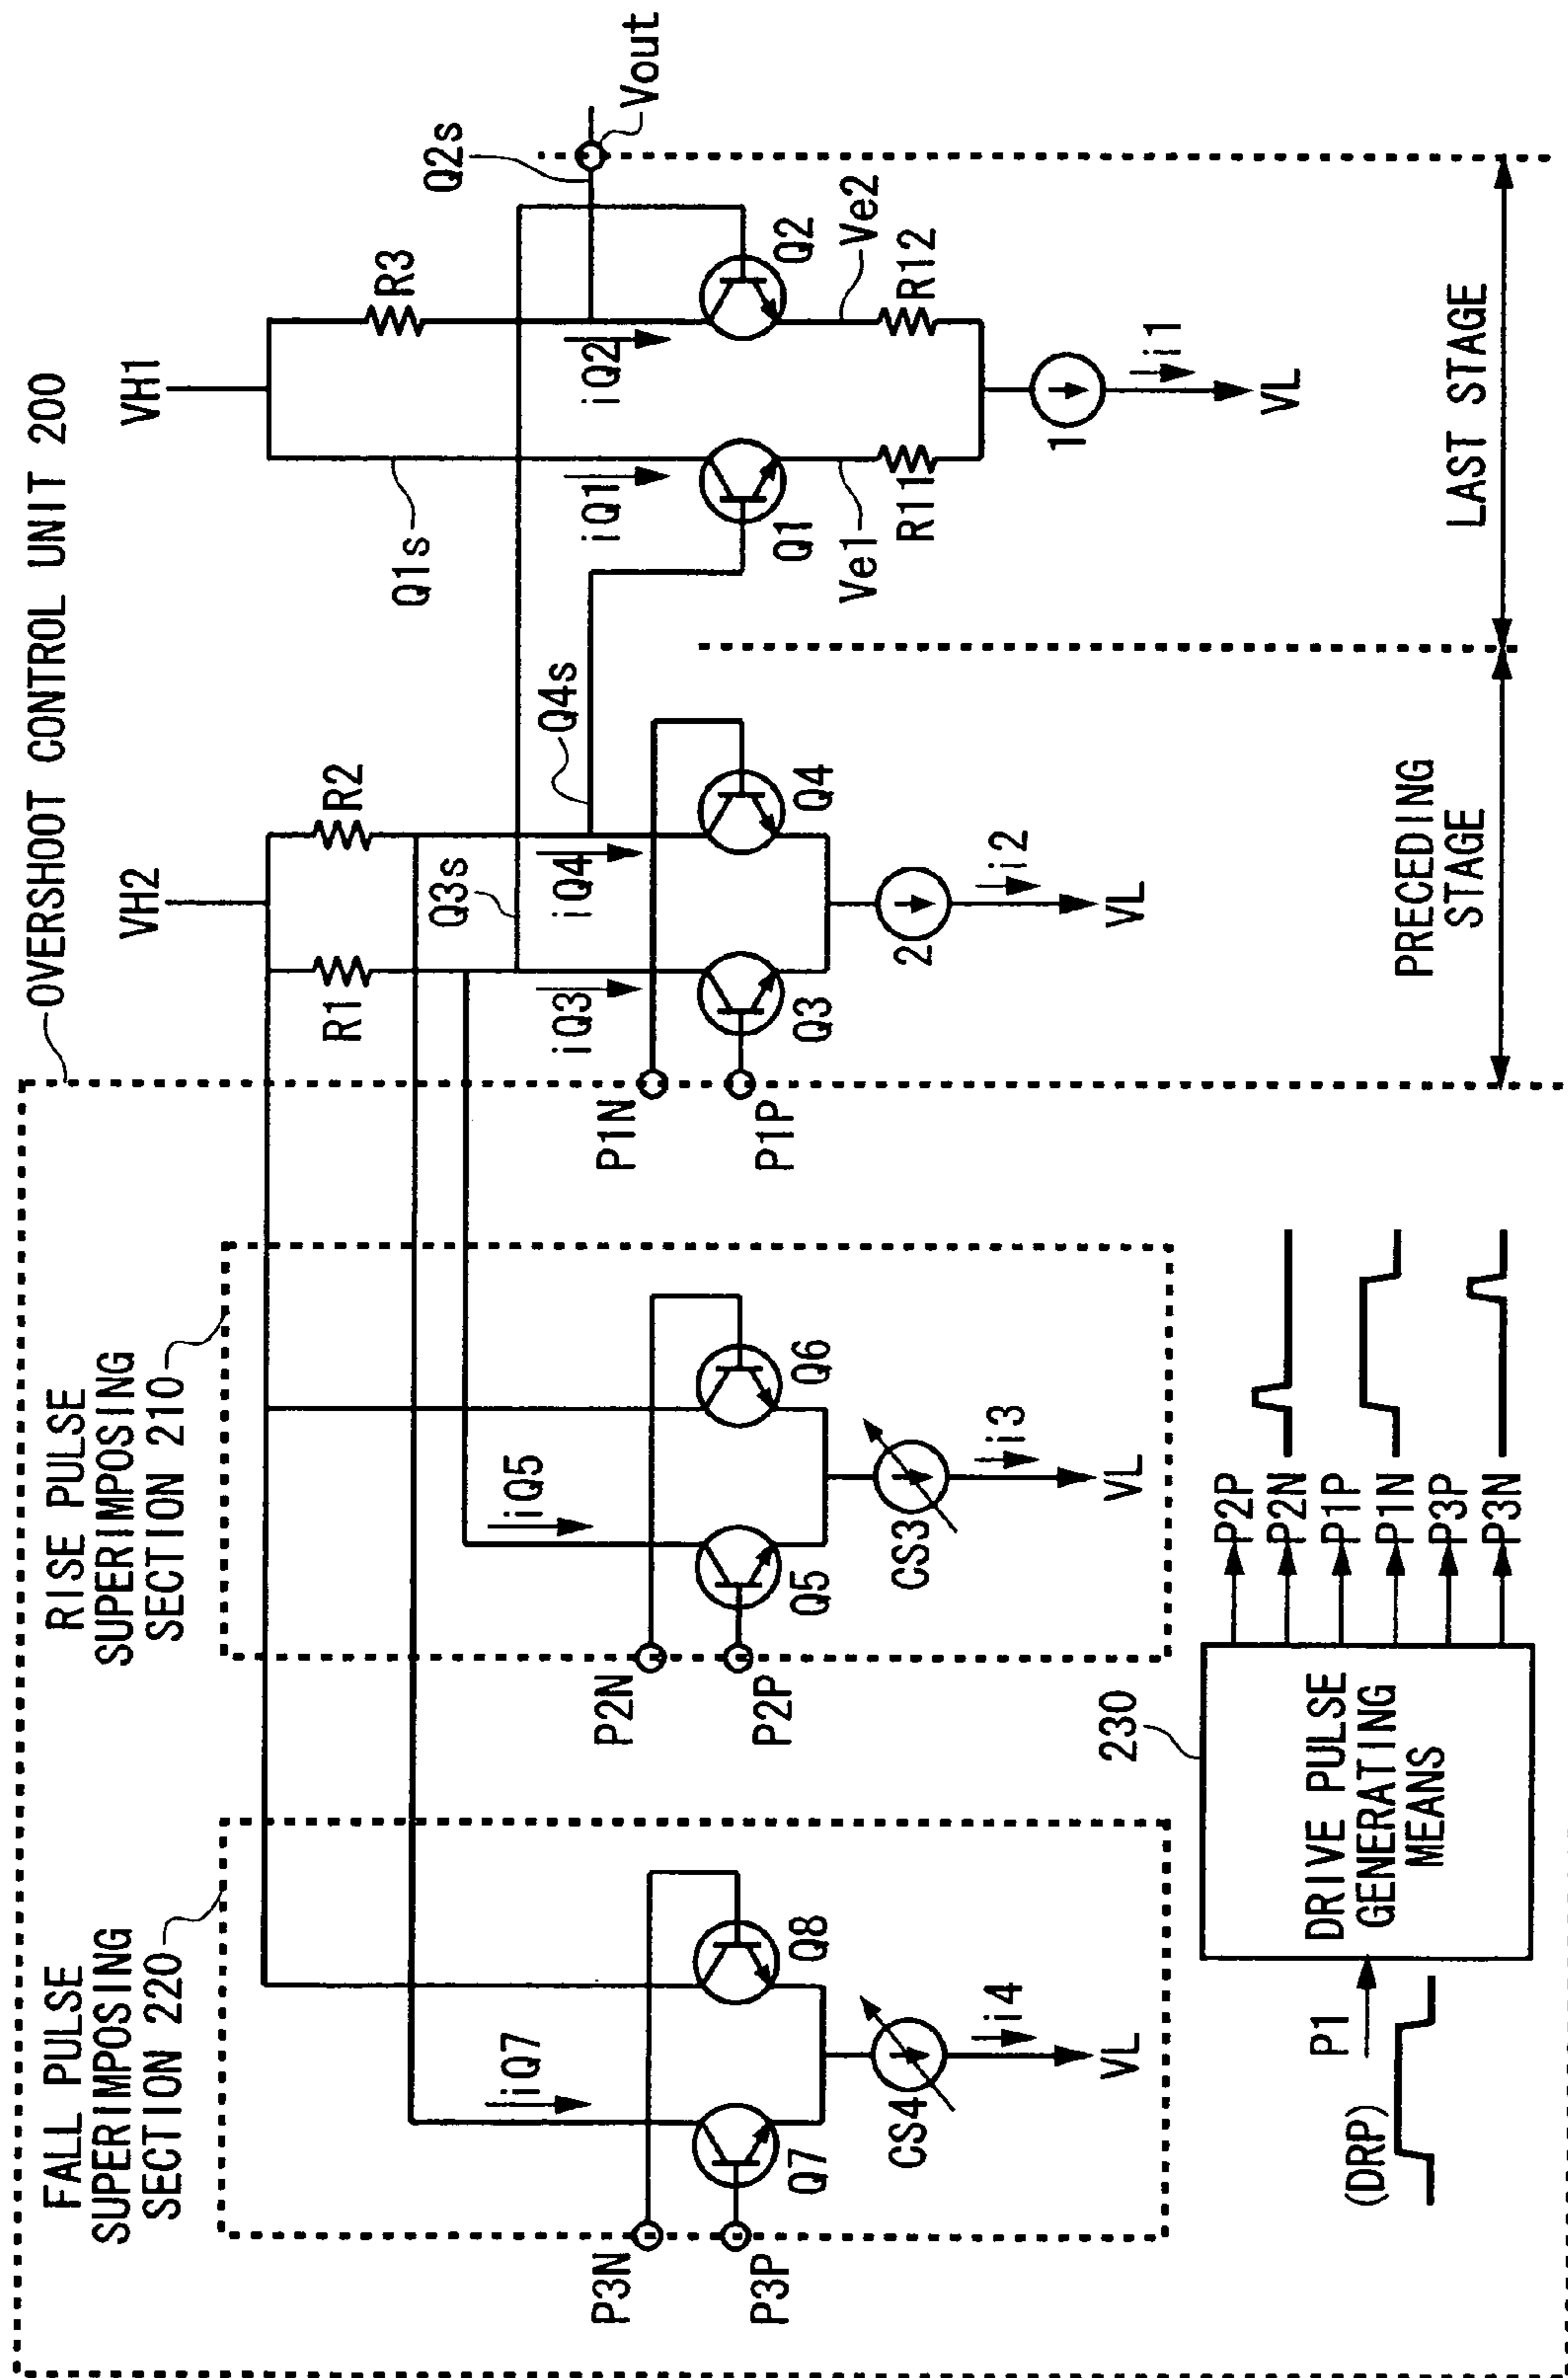 OVERSHOOT CONTROL UNIT 200
FALL PULSE
SUPERIMPOSING
SECTION 220
RISE PULSE
SUPERIMPOSING
SECTION 210
VH2
VH1
R1
R2
R3
Q3s
Q4s
Q1s
Q2s
Vout
iQ7
iQ5
iQ3
iQ4
iQ1
iQ2
P3N
P3P
P2N
P2P
P1N
P1P
Q7
Q8
Q5
Q6
Q3
Q4
Q1
Q2
Ve1
Ve2
R11
R12
CS4
i4
VL
CS3
i3
VL
2
i2
VL
1
i1
VL
230
(DRP)
P1
DRIVE PULSE
GENERATING
MEANS
P2P
P2N
P1P
P1N
P3P
P3N
PRECEDING
STAGE
LAST STAGE